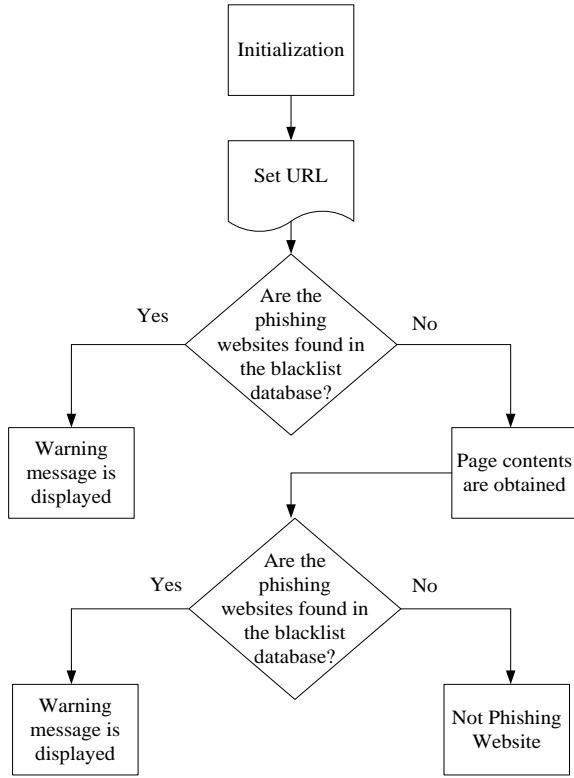 Initialization
Set URL
Are the
phishing
websites found in
the blacklist
database?
Yes
No
Warning
message is
displayed
Page contents
are obtained
Are the
phishing
websites found in
the blacklist
database?
Yes
No
Warning
message is
displayed
Not Phishing
Website